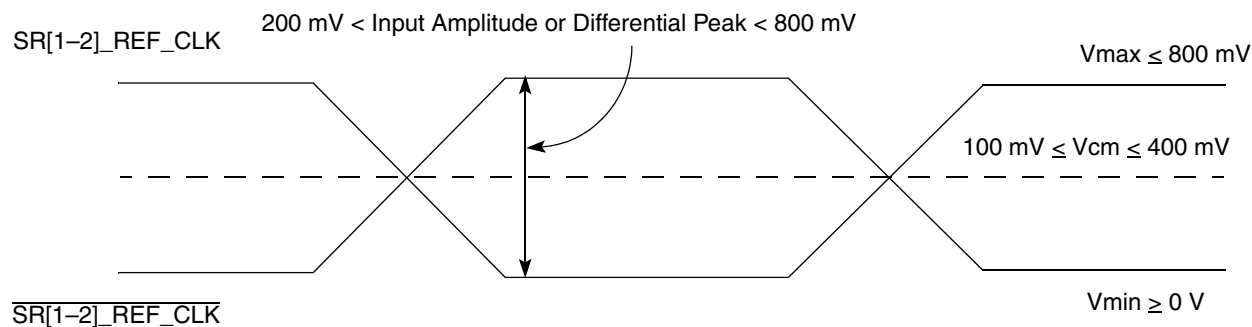 200 mV < Input Amplitude or Differential Peak < 800 mV
SR[1–2]_REF_CLK
Vmax ≤ 800 mV
100 mV ≤ Vcm ≤ 400 mV
Vmin ≥ 0 V
SR[1–2]_REF_CLK